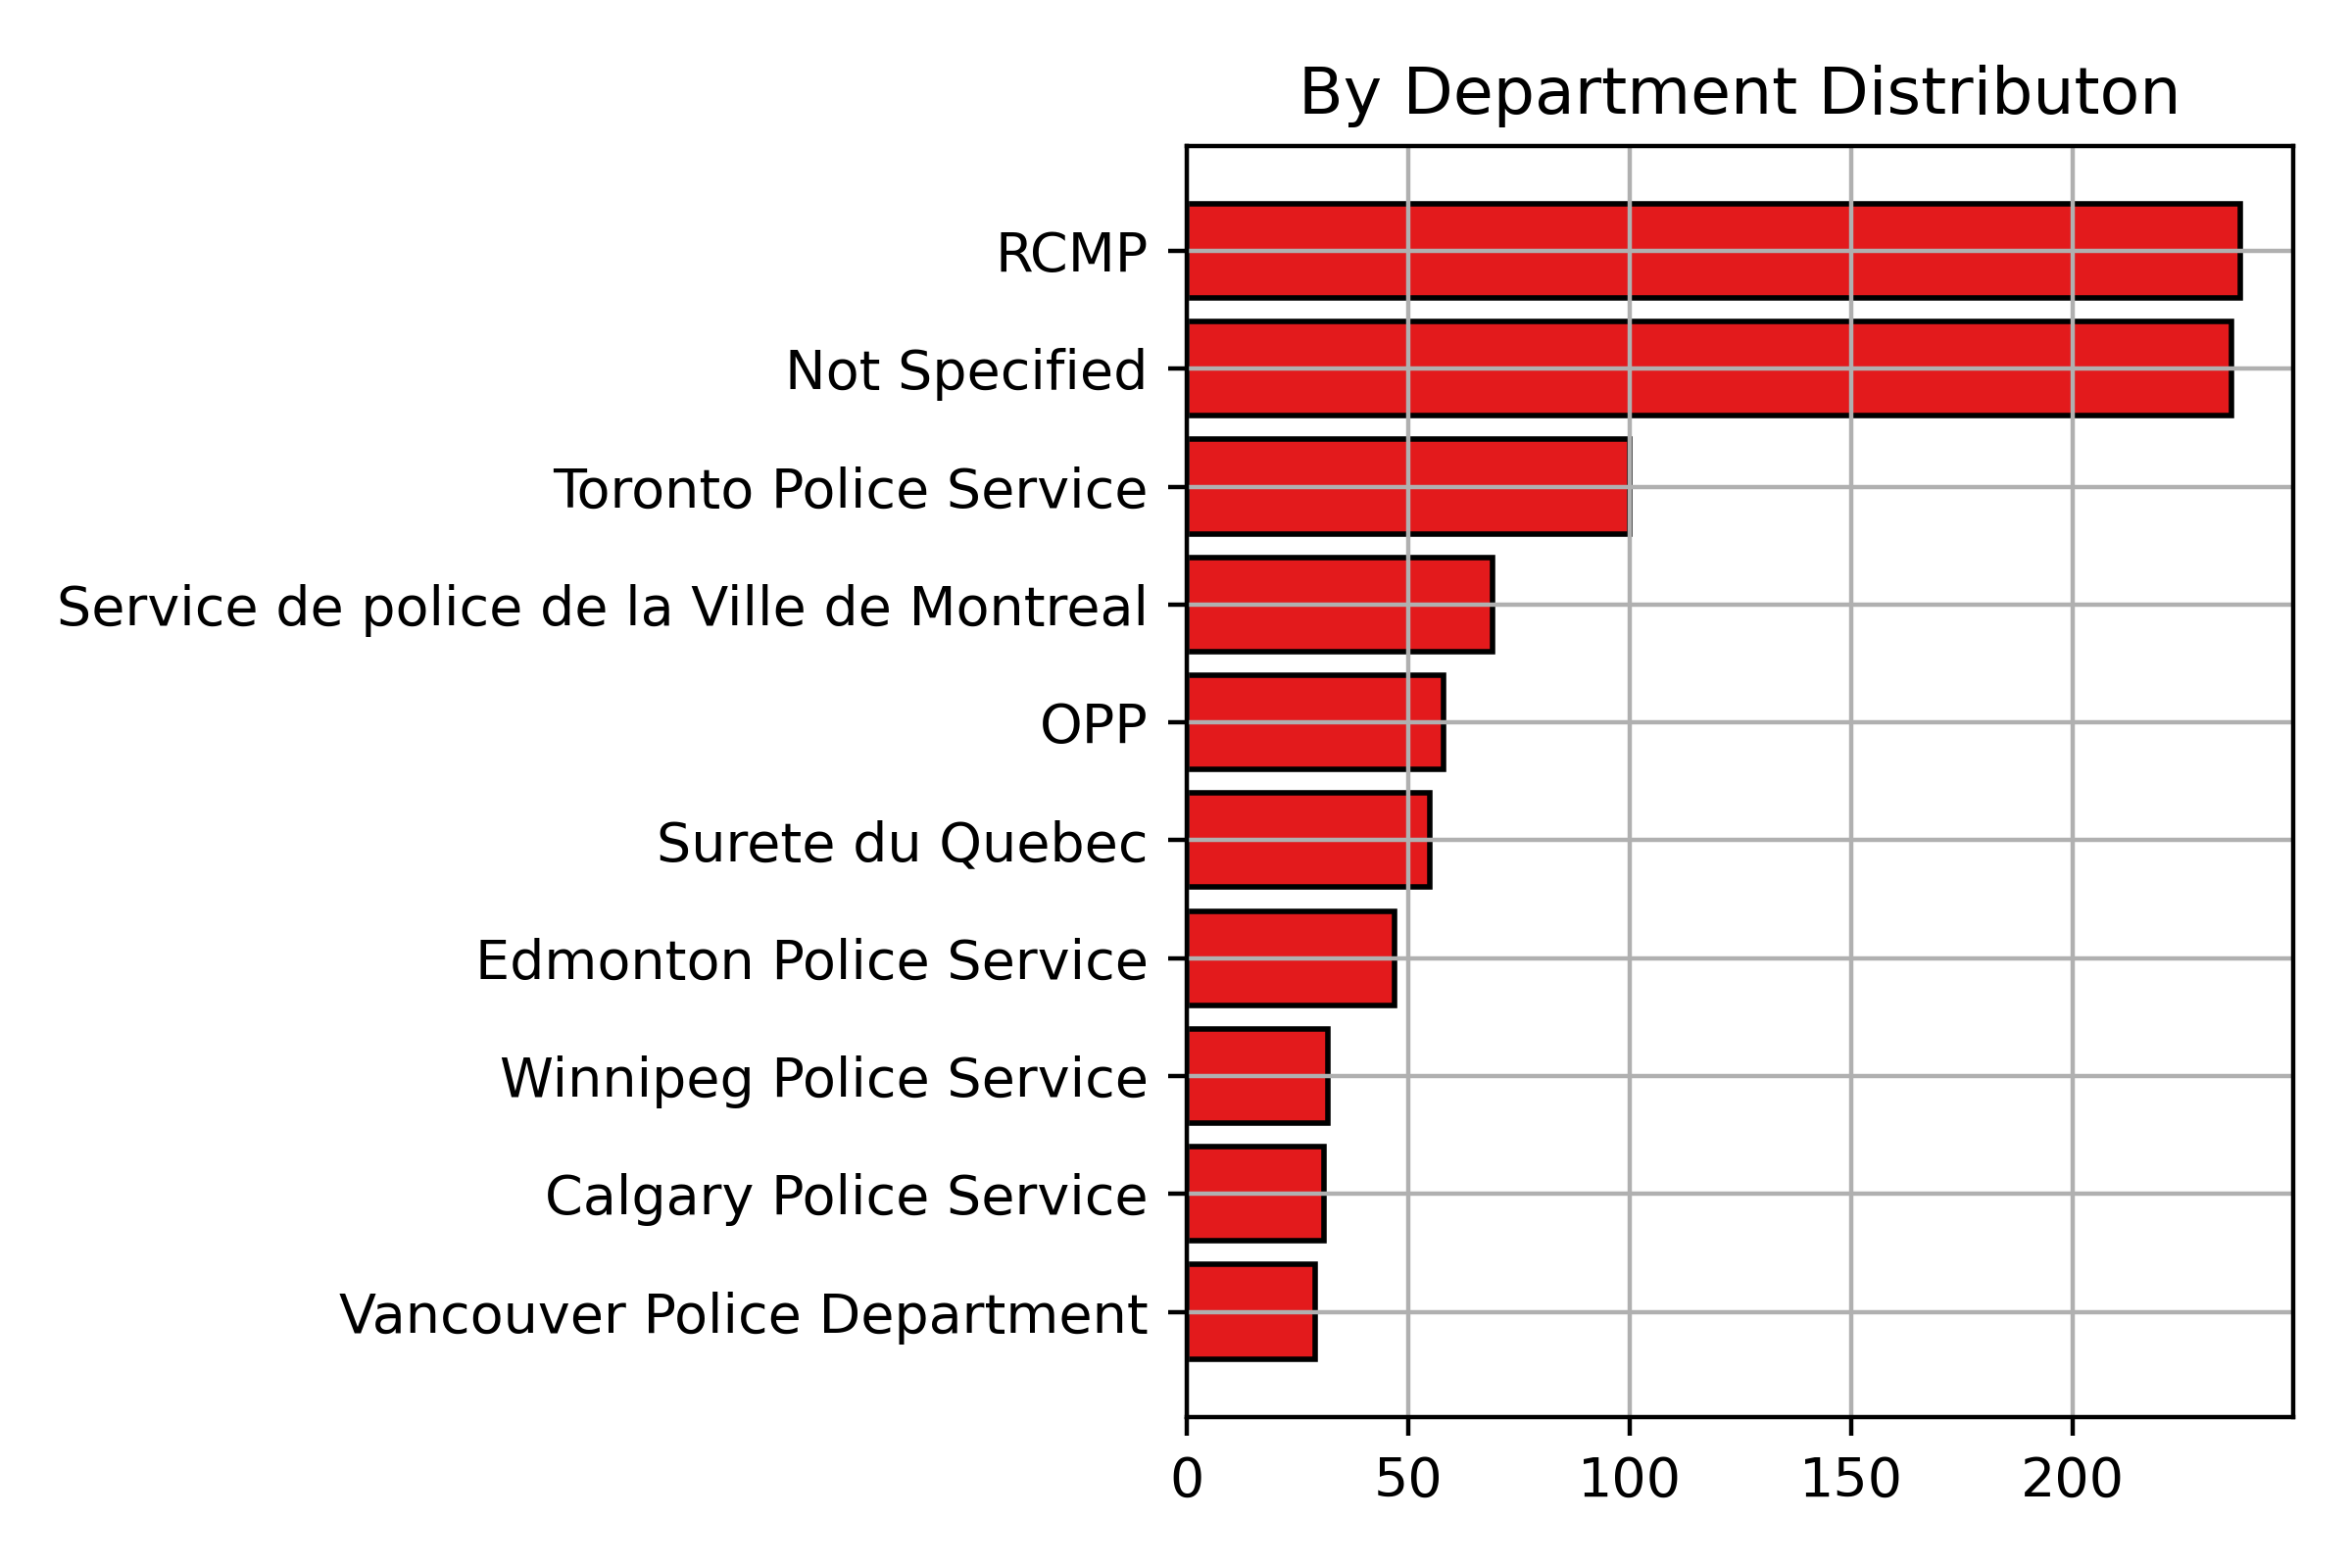 By Department Distributon
RCMP
Not Specified
Toronto Police Service
Service de police de la Ville de Montreal
OPP
Surete du Quebec
Edmonton Police Service
Winnipeg Police Service
Calgary Police Service
Vancouver Police Department
0 50 100 150 200